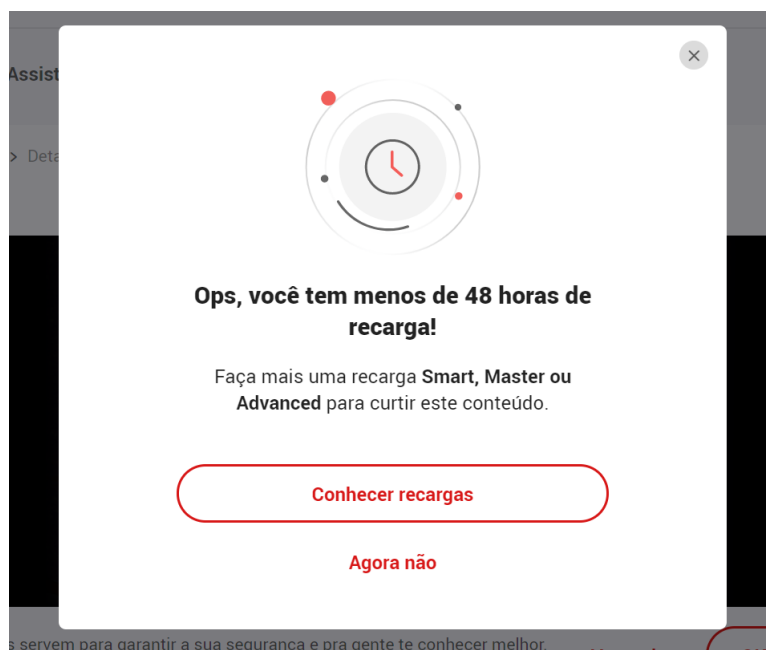 Assist
> Deta
Ops, você tem menos de 48 horas de
recarga!
Faça mais uma recarga Smart, Master ou
Advanced para curtir este conteúdo.
Conhecer recargas
Agora não
s servem para garantir a sua segurança e pra gente te conhecer melhor.